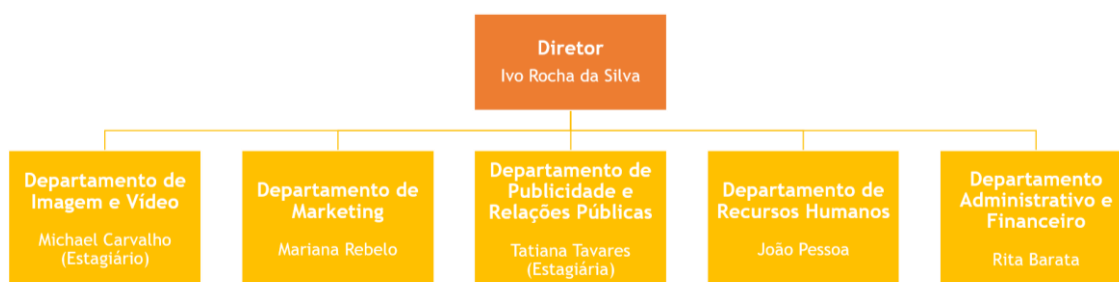 Diretor
Ivo Rocha da Silva
Departamento de
Imagem e Vídeo
Michael Carvalho
(Estagiário)
Departamento de
Marketing
Mariana Rebelo
Departamento de
Publicidade e
Relações Públicas
Tatiana Tavares
(Estagiária)
Departamento de
Recursos Humanos
João Pessoa
Departamento
Administrativo e
Financeiro
Rita Barata